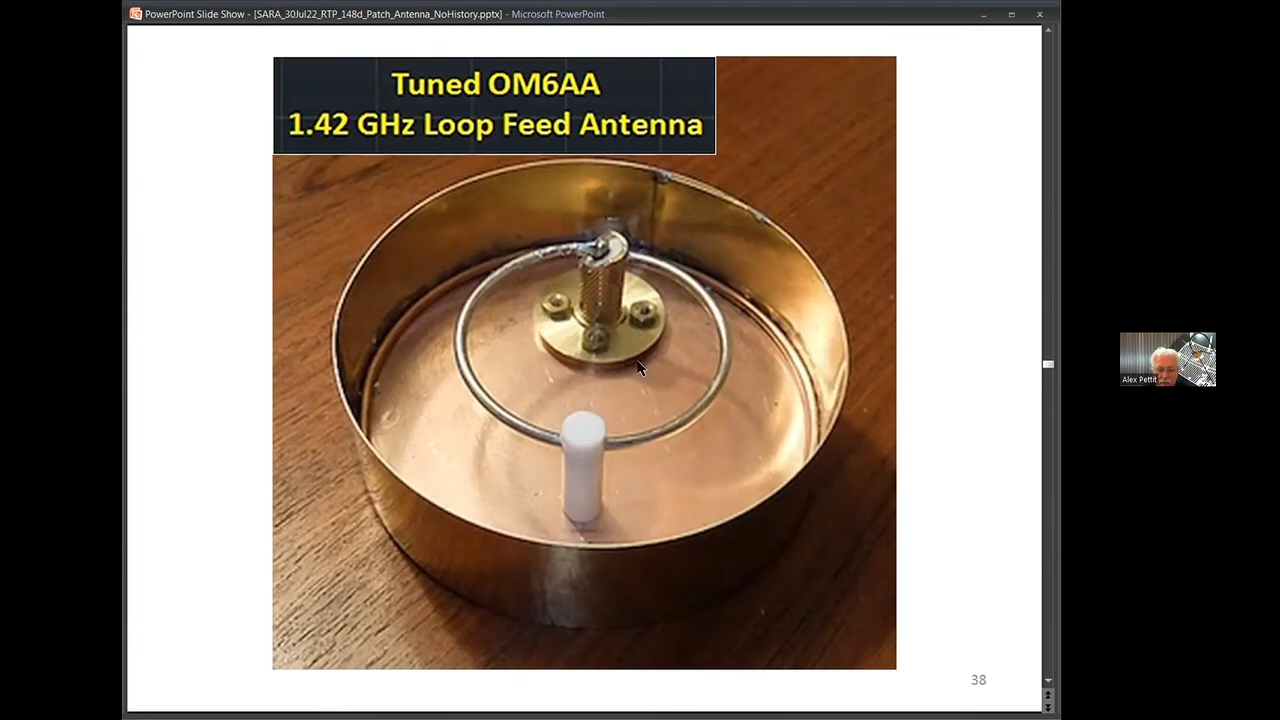 PowerPoint Slide Show - [SARA_30Jul22_RTP_148d_Patch_Antenna_NoHistory.pptx] - Microsoft PowerPoint
Tuned OM6AA
1.42 GHz Loop Feed Antenna
Alex Pettit
38